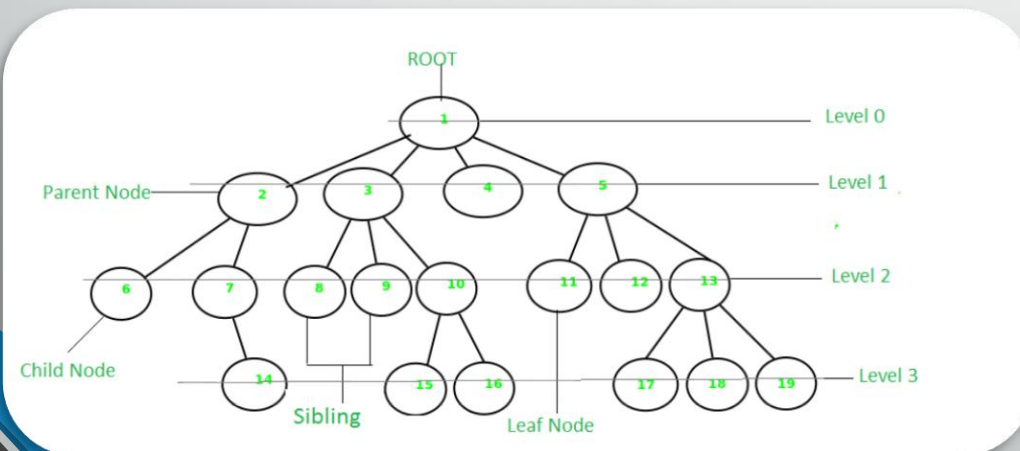 ROOT
1
Level 0
Parent Node
2
3
4
5
Level 1
6
7
8
9
10
11
12
13
Level 2
Child Node
14
15
16
17
18
19
Level 3
Sibling
Leaf Node